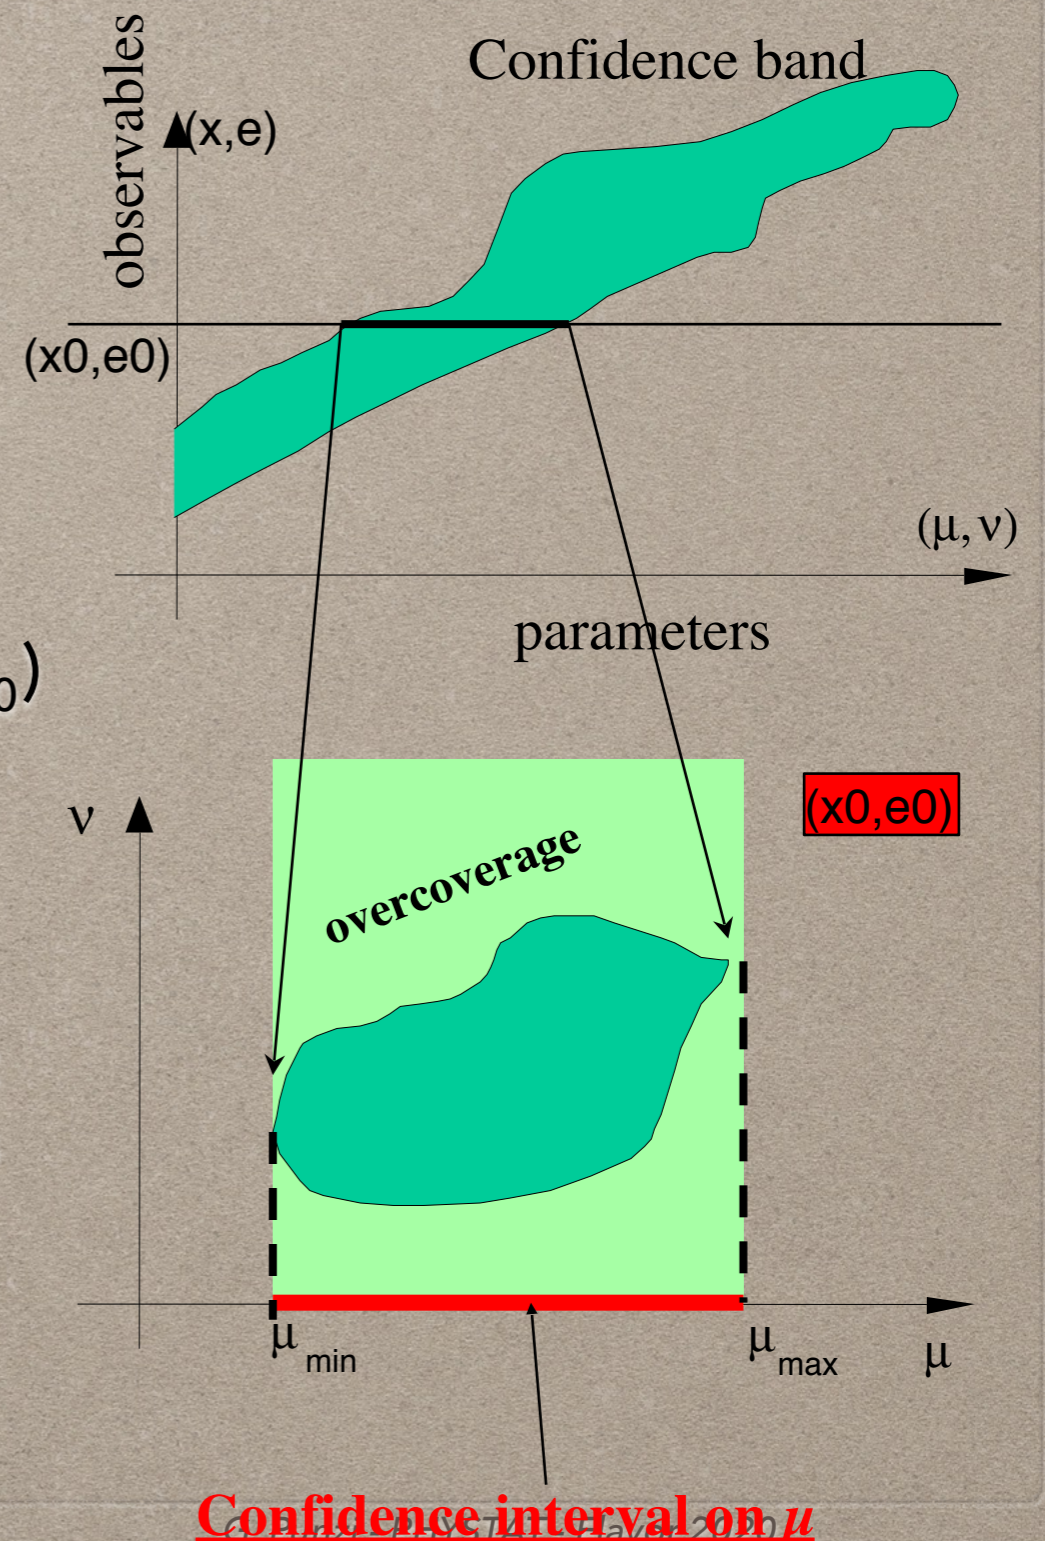 observables
Confidence band
(x,e)
(x0,e0)
(μ, ν)
parameters
0)
ν
(x0,e0)
overcoverage
μ min
μ max
μ
Confidence interval on μ